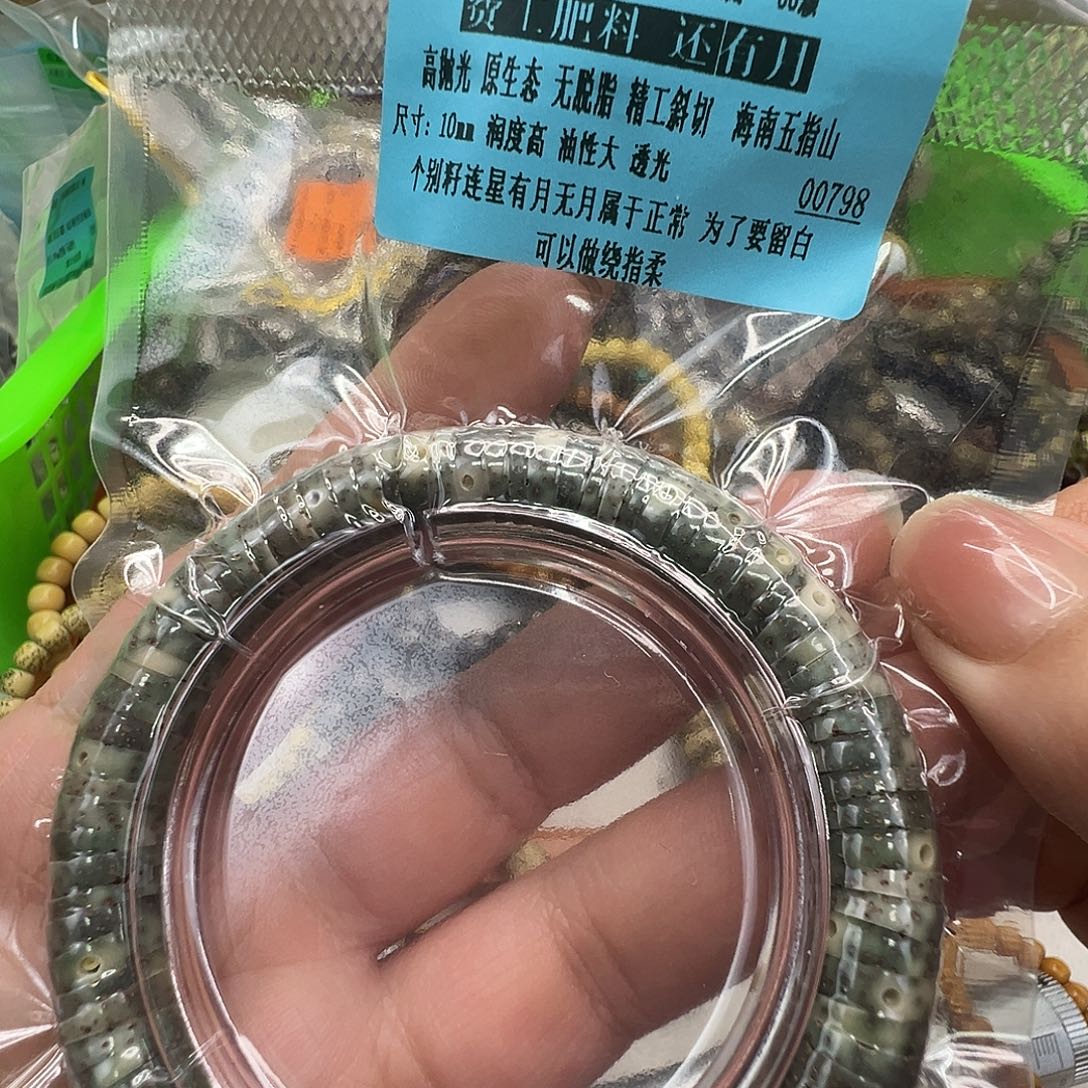 费工肥料 还有月
高抛光 原生态 无脱脂 精工斜切 海南五指山
尺寸：10mm 润度高 油性大 透光
00798
个别籽连星有月无月属于正常 为了要留白
可以做绕指柔